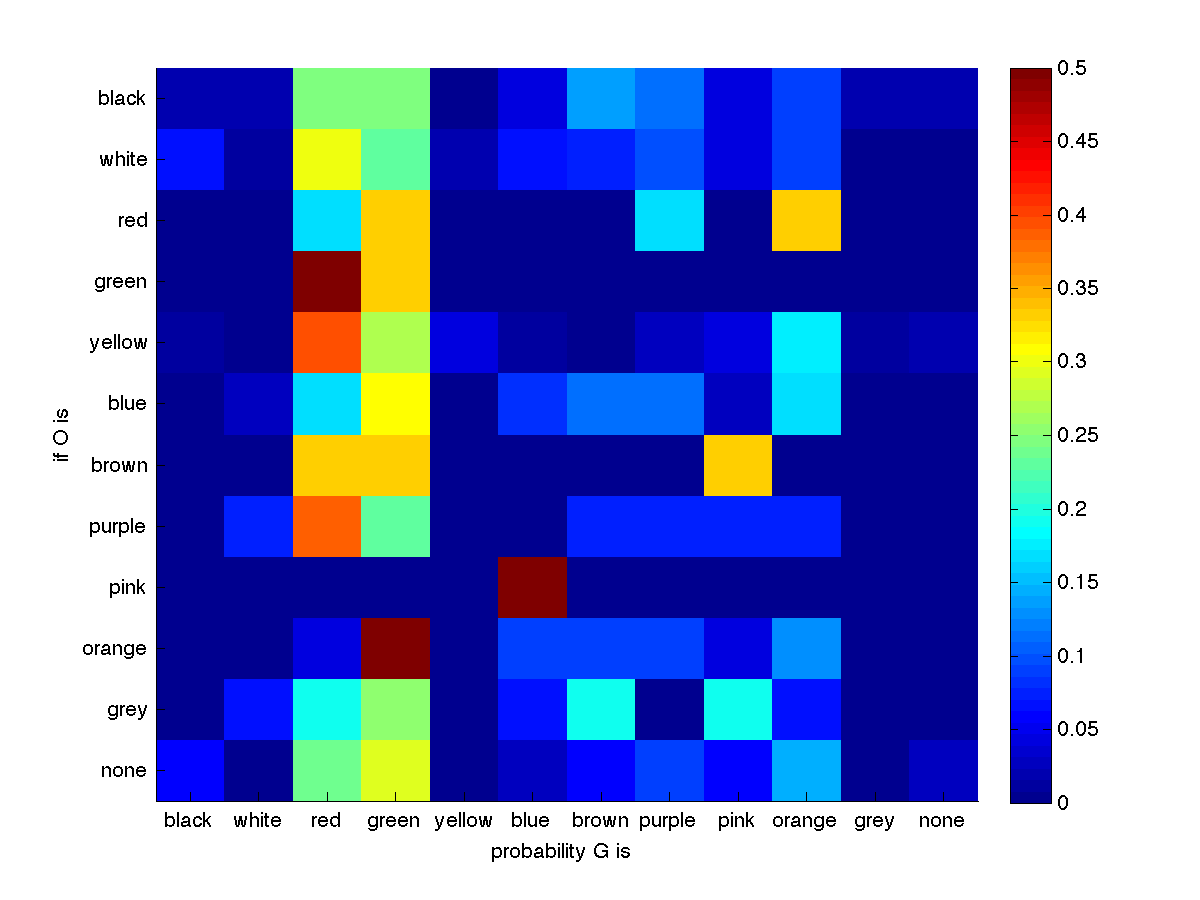 black
white
red
green
yellow
blue
brown
purple
pink
orange
grey
none
if O is
black white red green yellow blue brown purple pink orange grey none
probability G is
0.5
0.45
0.4
0.35
0.3
0.25
0.2
0.15
0.1
0.05
0